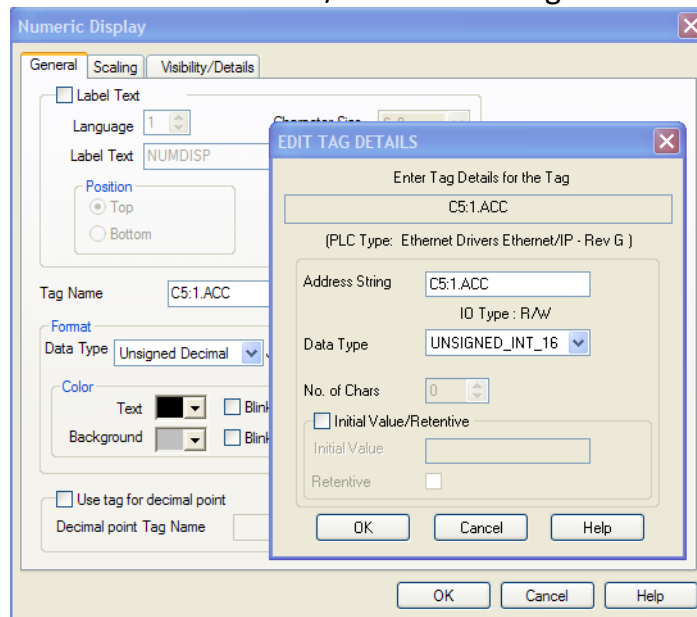 Numeric Display
General Scaling Visibility/Details
Label Text
Language 1
Label Text NUMDISP
Position
Top
Bottom
Tag Name C5:1.ACC
Format
Data Type Unsigned Decimal
Color
Text
Background
Use tag for decimal point
Decimal point Tag Name
EDIT TAG DETAILS
Enter Tag Details for the Tag
C5:1.ACC
(PLC Type: Ethernet Drivers Ethernet/IP - Rev G )
Address String C5:1.ACC
IO Type : R/W
Data Type UNSIGNED_INT_16
No. of Chars 0
Initial Value/Retentive
Initial Value
Retentive
OK Cancel Help
OK Cancel Help